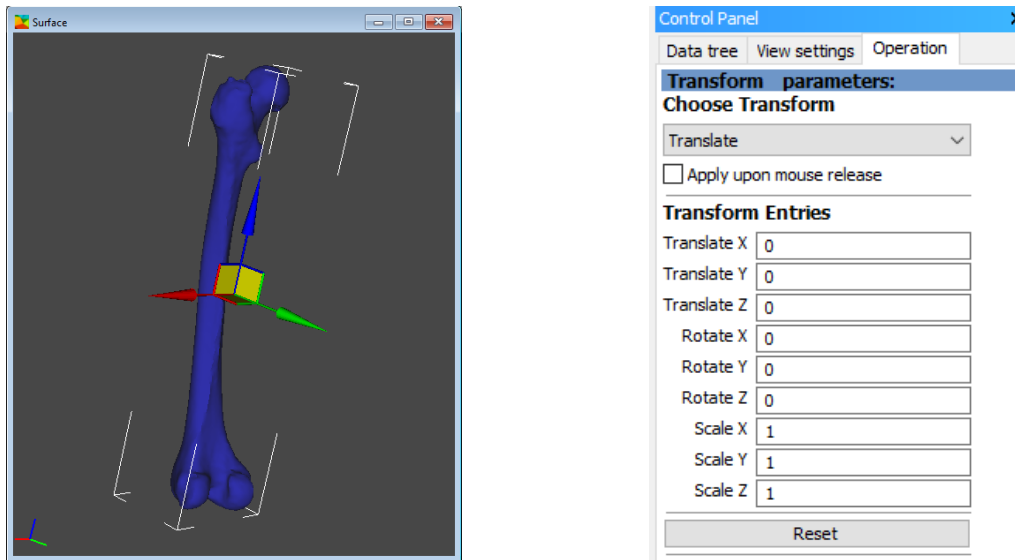 Surface
Control Panel
Data tree View settings Operation
Transform parameters:
Choose Transform
Translate
Apply upon mouse release
Transform Entries
Translate X 0
Translate Y 0
Translate Z 0
Rotate X 0
Rotate Y 0
Rotate Z 0
Scale X 1
Scale Y 1
Scale Z 1
Reset